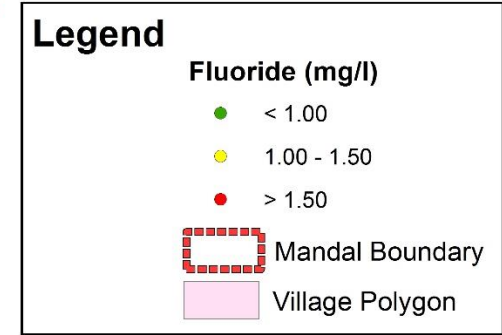 Legend
Fluoride (mg/l)
< 1.00
1.00 - 1.50
> 1.50
Mandal Boundary
Village Polygon